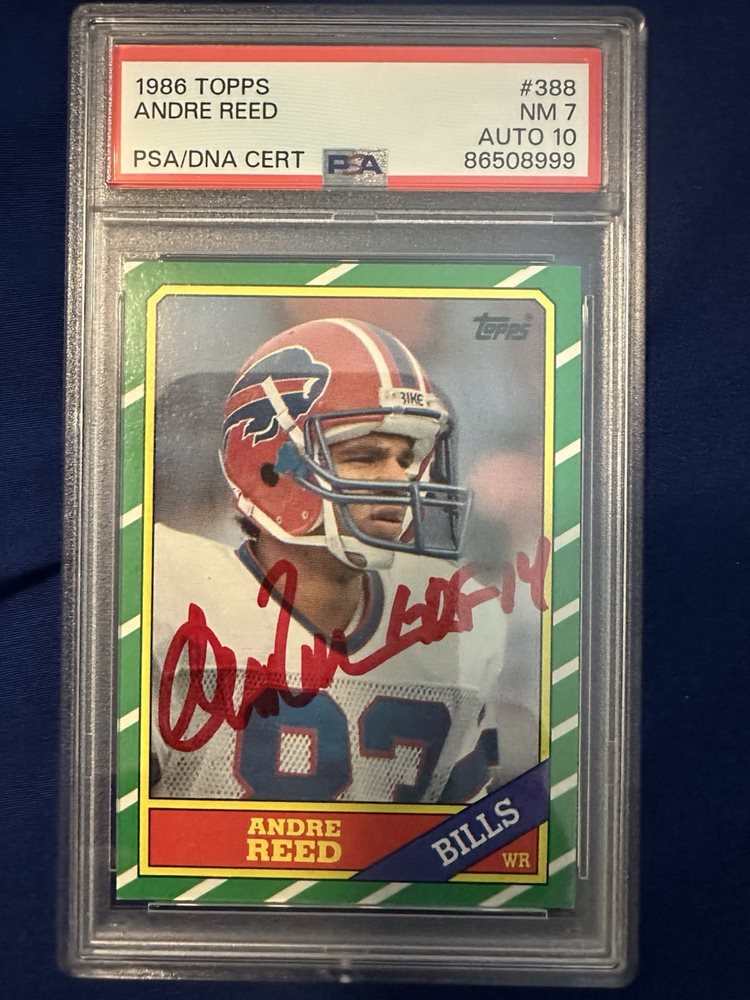 1986 TOPPS #388
ANDRE REED NM 7
AUTO 10
PSA/DNA CERT PSA 86508999
topps®
HOF-14
83
ANDRE
REED
BILLS
WR